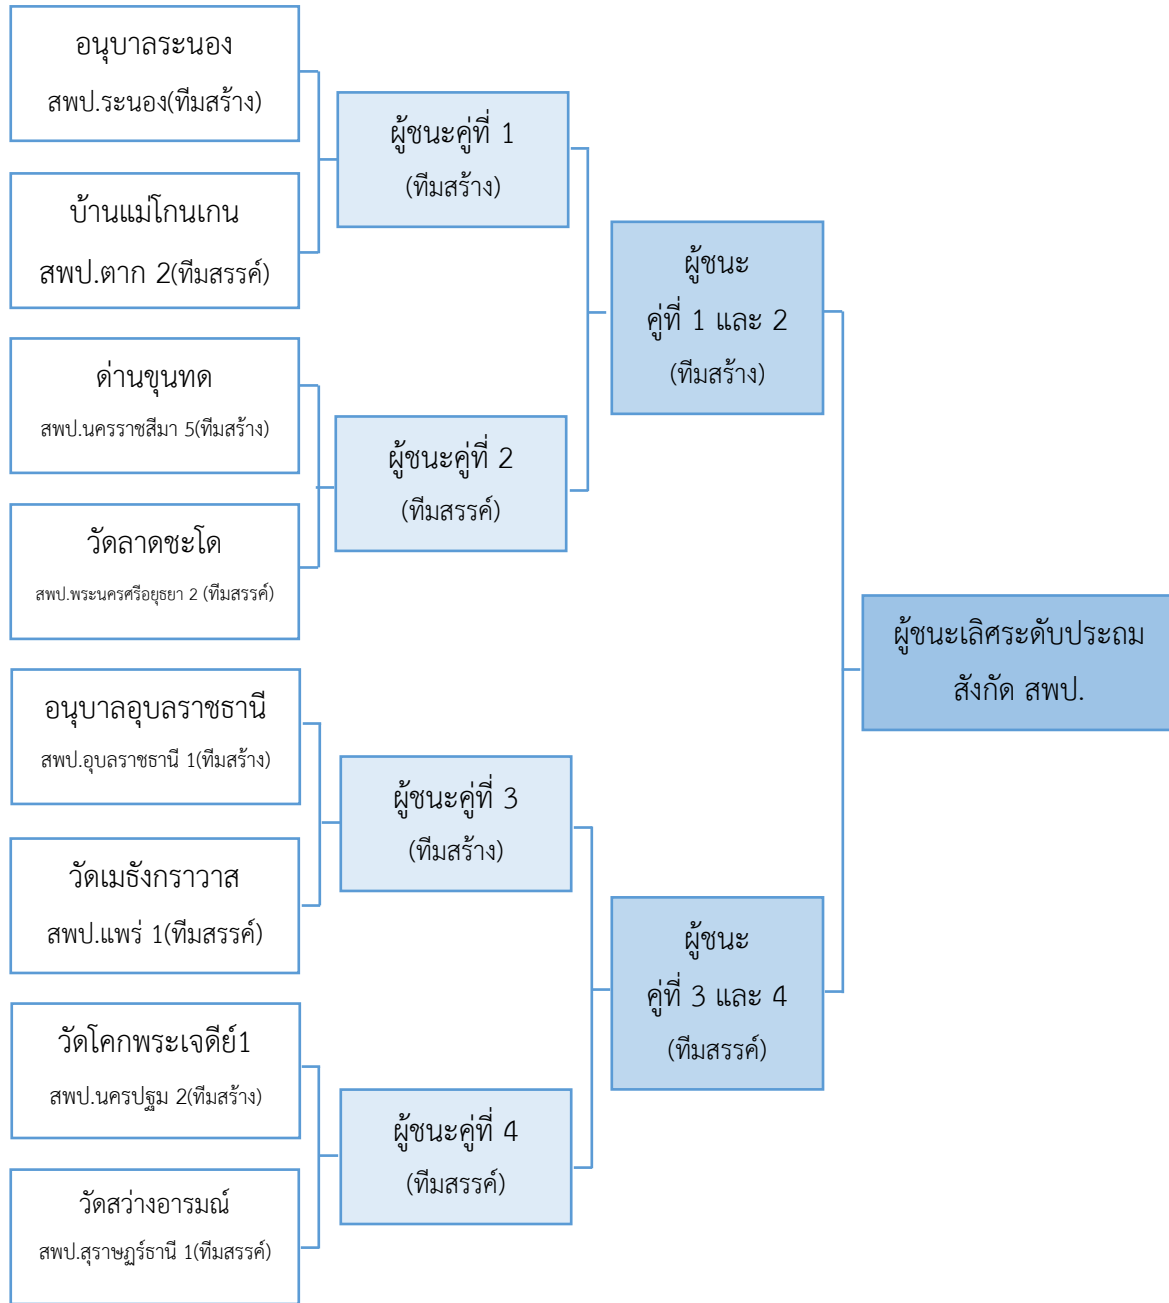 อนุบาลระนอง
สพป.ระนอง(ทีมสร้าง)
บ้านแม่โกนเกน
สพป.ตาก 2(ทีมสรรค์)
ด่านขุนทด
สพป.นครราชสีมา 5(ทีมสร้าง)
วัดลาดชะโด
สพป.พระนครศรีอยุธยา 2 (ทีมสรรค์)
อนุบาลอุบลราชธานี
สพป.อุบลราชธานี 1(ทีมสร้าง)
วัดเมธังกราวาส
สพป.แพร่ 1(ทีมสรรค์)
วัดโคกพระเจดีย์1
สพป.นครปฐม 2(ทีมสร้าง)
วัดสว่างอารมณ์
สพป.สุราษฏร์ธานี 1(ทีมสรรค์)
ผู้ชนะคู่ที่ 1
(ทีมสร้าง)
ผู้ชนะคู่ที่ 2
(ทีมสรรค์)
ผู้ชนะคู่ที่ 3
(ทีมสร้าง)
ผู้ชนะคู่ที่ 4
(ทีมสรรค์)
ผู้ชนะ
คู่ที่ 1 และ 2
(ทีมสร้าง)
ผู้ชนะ
คู่ที่ 3 และ 4
(ทีมสรรค์)
ผู้ชนะเลิศระดับประถม
สังกัด สพป.